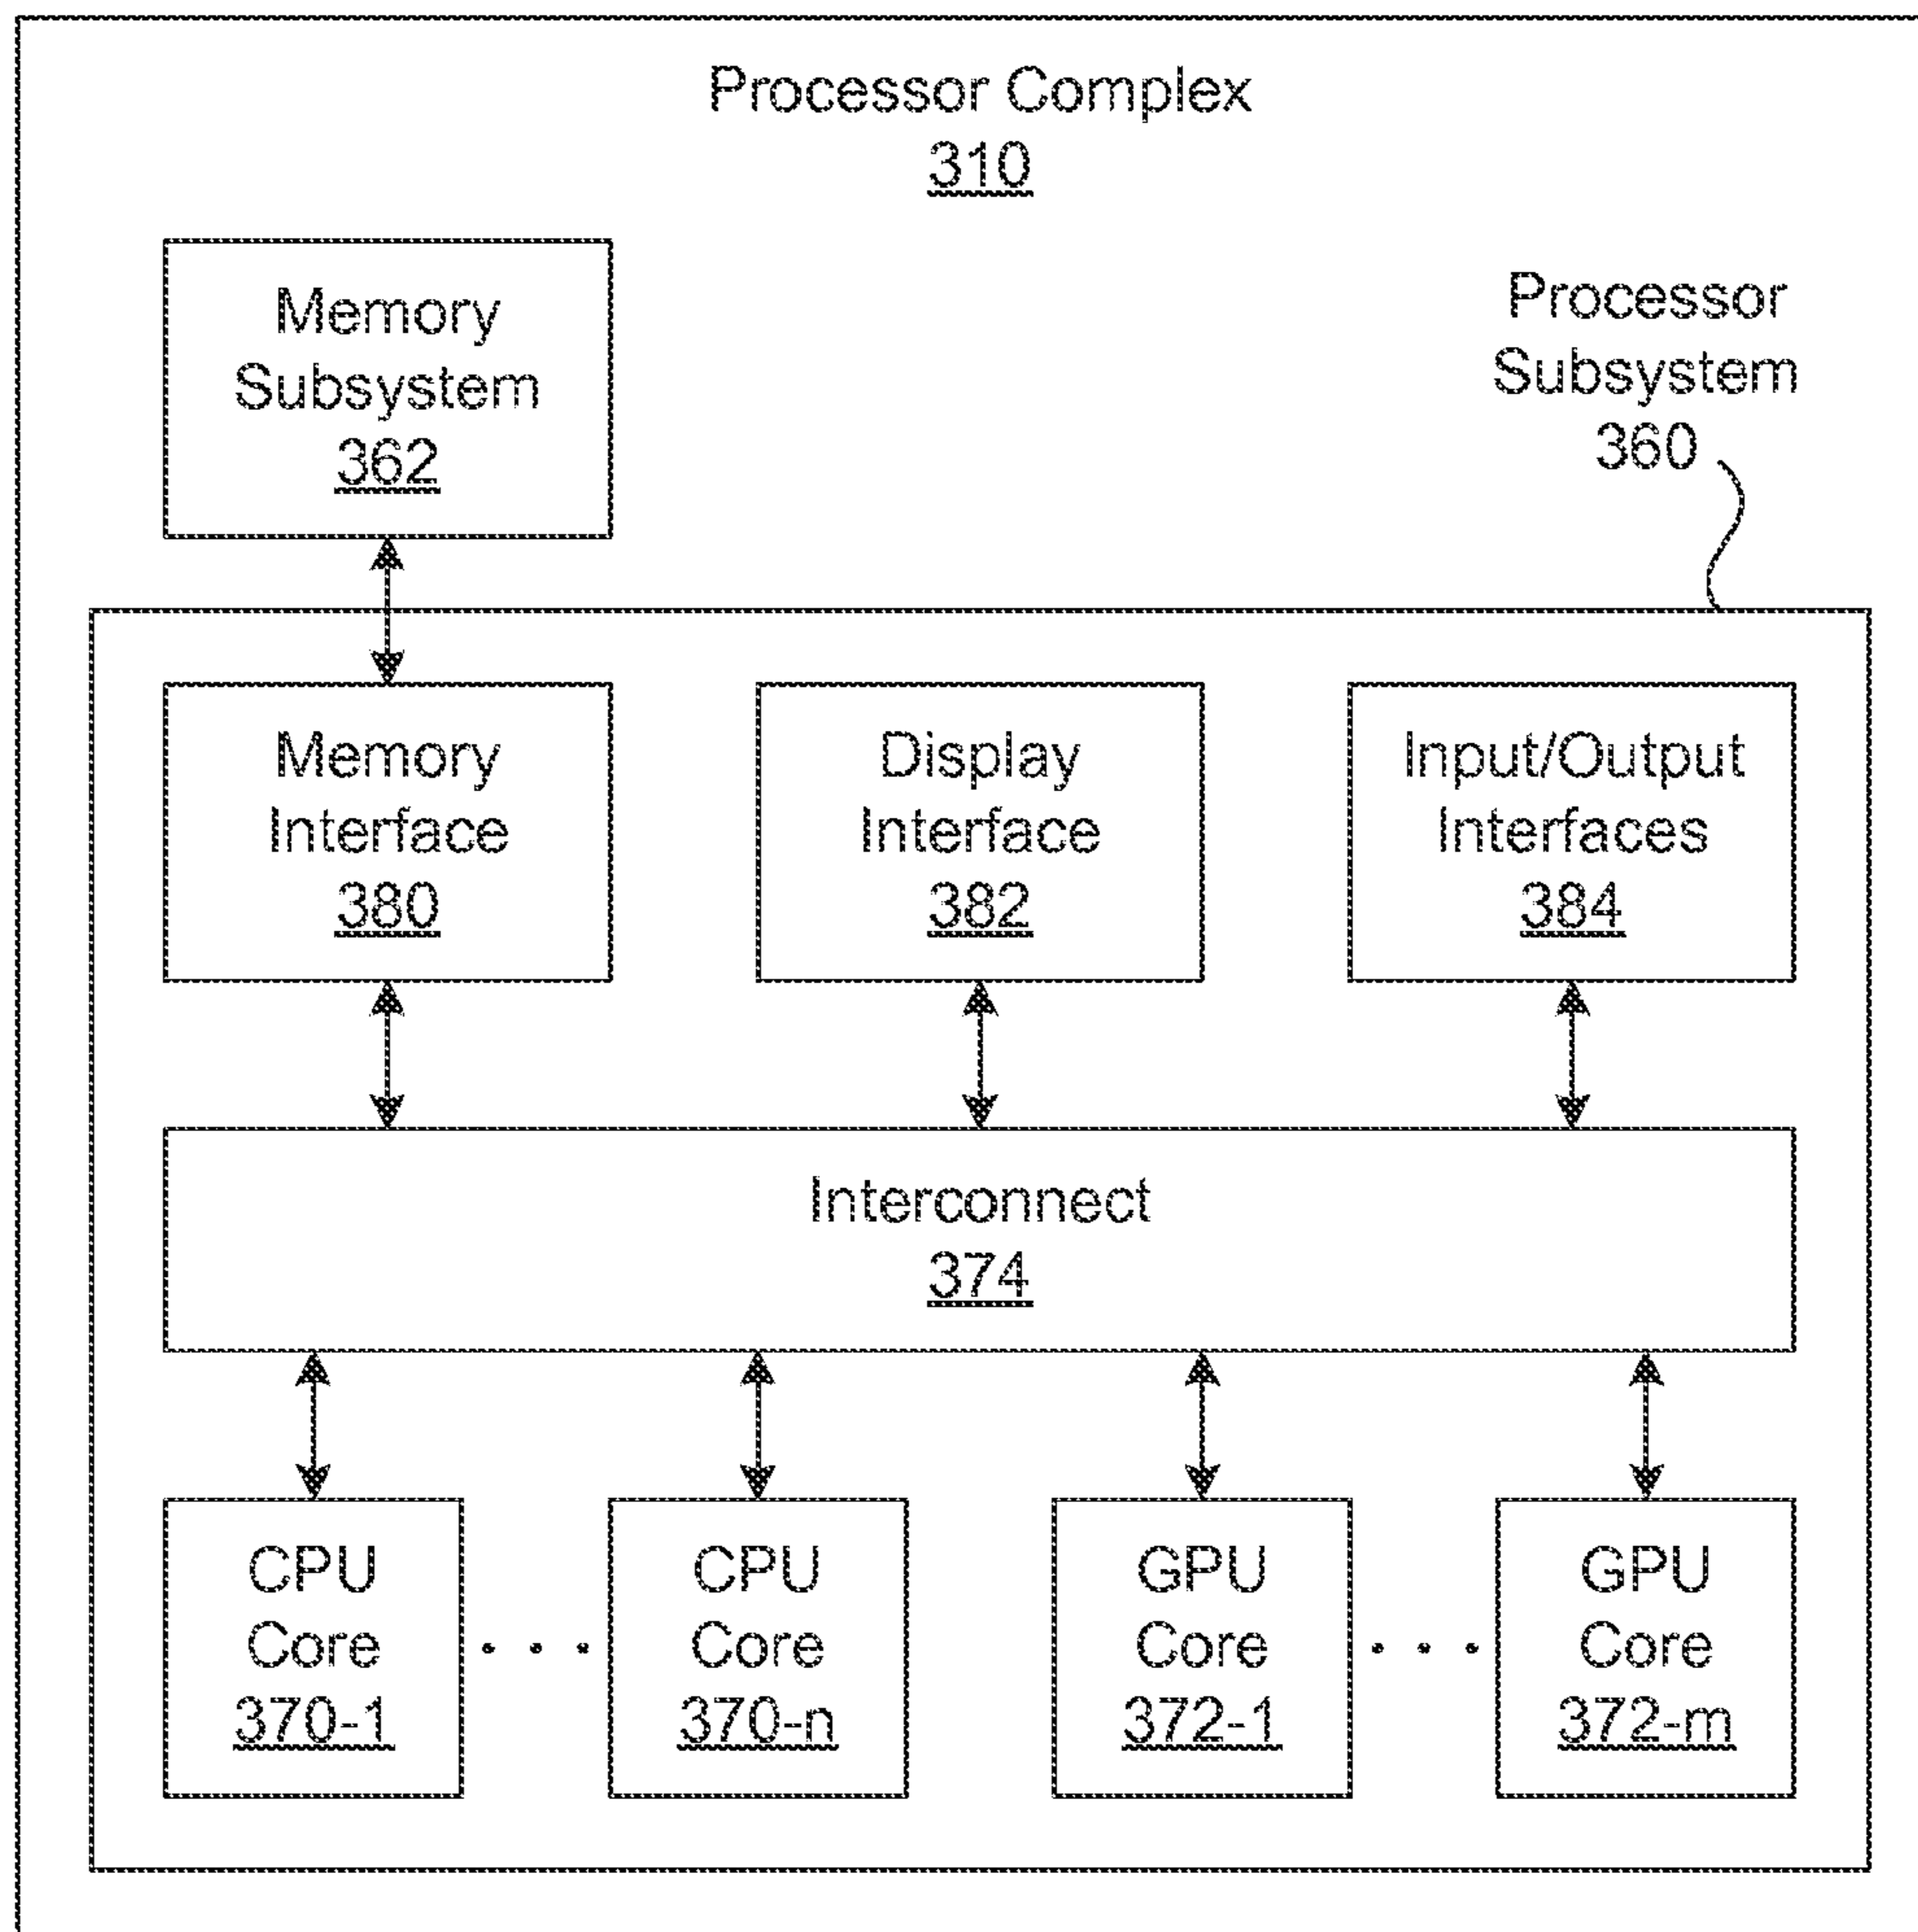 Processor Complex
310
Memory
Subsystem
362
Processor
Subsystem
360
Memory
Interface
380
Display
Interface
382
Input/Output
Interfaces
384
Interconnect
374
CPU
Core
370-1
. . .
CPU
Core
370-n
GPU
Core
372-1
. . .
GPU
Core
372-m